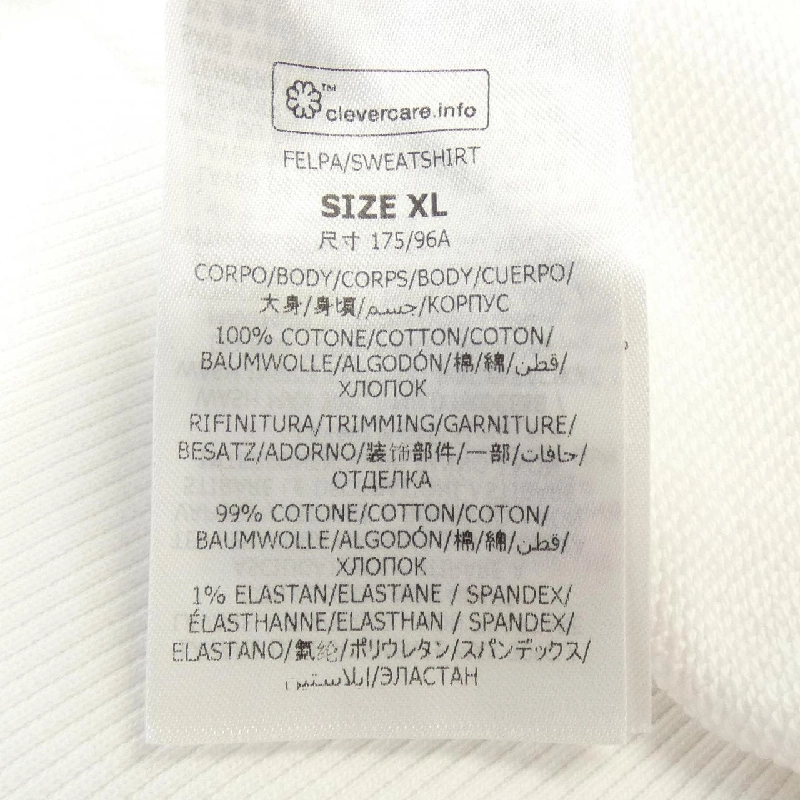 clevercare.info™
FELPA/SWEATSHIRT
SIZE XL
尺寸 175/96A
CORPO/BODY/CORPS/BODY/CUERPO/
大身/身頃/جسم/КОРПУС
100% COTONE/COTTON/COTON/
BAUMWOLLE/ALGODÓN/棉/綿/قطن/
ХЛОПОК
RIFINITURA/TRIMMING/GARNITURE/
BESATZ/ADORNO/装饰部件/一部/حافات/
ОТДЕЛКА
99% COTONE/COTTON/COTON/
BAUMWOLLE/ALGODÓN/棉/綿/قطن/
ХЛОПОК
1% ELASTAN/ELASTANE / SPANDEX/
ÉLASTHANNE/ELASTHAN / SPANDEX/
ELASTANO/氨纶/ポリウレタン/スパンデックス/
ايلاستين/ЭЛАСТАН